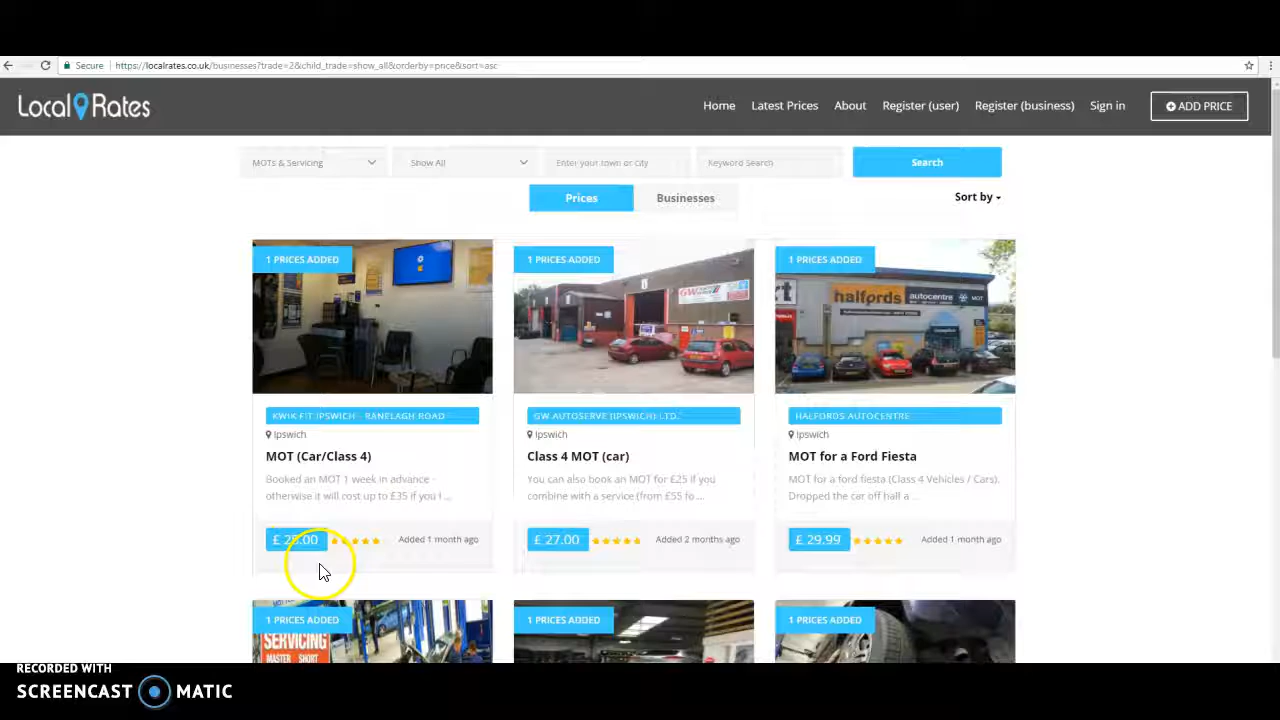 Secure https://localrates.co.uk/businesses?trade=2&child_trade=show_all&orderby=price&sort=asc
Local Rates
Home Latest Prices About Register (user) Register (business) Sign in ADD PRICE
MOTs & Servicing Show All Enter your town or city Keyword Search Search
Prices Businesses Sort by
1 PRICES ADDED 1 PRICES ADDED 1 PRICES ADDED
GW AUTOSERVE
halfords autocentre MOT
KWIK FIT IPSWICH - RANELAGH ROAD GW AUTOSERVE (IPSWICH) LTD. HALFORDS AUTOCENTRE
Ipswich Ipswich Ipswich
MOT (Car/Class 4) Class 4 MOT (car) MOT for a Ford Fiesta
Booked an MOT 1 week in advance - You can also book an MOT for £25 if you MOT for a ford fiesta (Class 4 Vehicles / Cars).
otherwise it will cost up to £35 if you f ... combine with a service (from £55 fo ... Dropped the car off half a ...
£ Added 1 month ago £ 27.00 Added 2 months ago £ 29.99 Added 1 month ago
1 PRICES ADDED 1 PRICES ADDED 1 PRICES ADDED
SERVICING
MASTER SHORT
RECORDED WITH
SCREENCAST MATIC